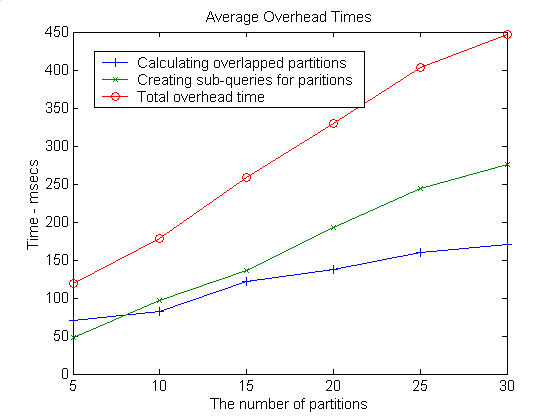 Average Overhead Times
Calculating overlapped partitions
Creating sub-queries for paritions
Total overhead time
450
400
350
300
250
200
150
100
50
0
Time - msecs
5
10
15
20
25
30
The number of partitions